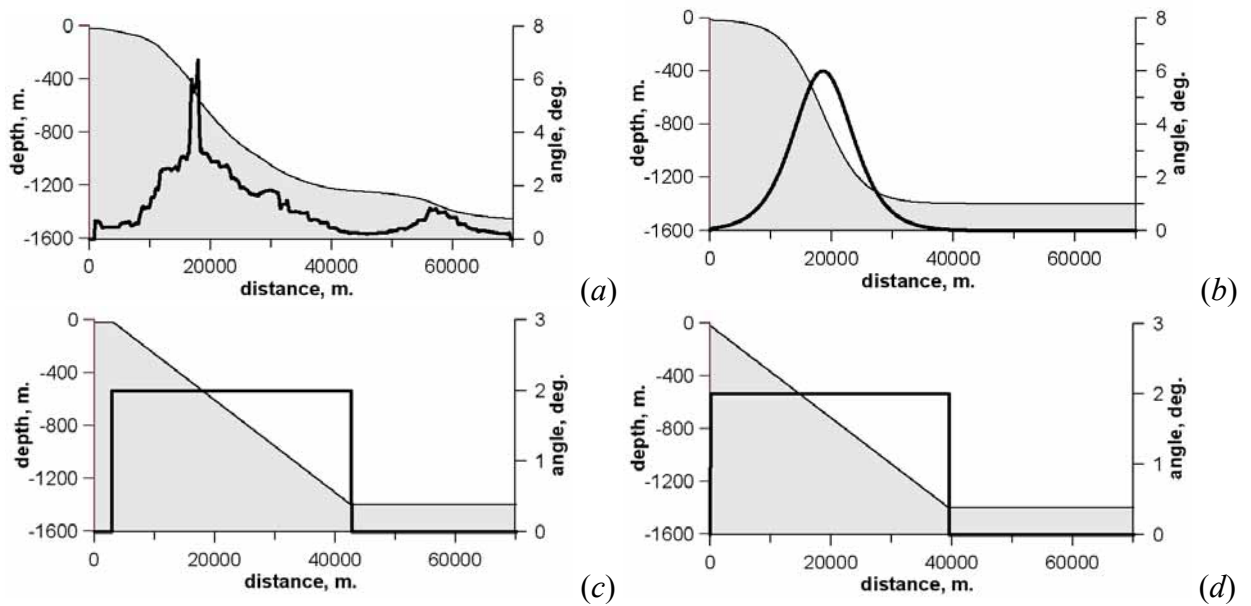 0 -400 -800 -1200 -1600
depth, m.
8 6 4 2 0
angle, deg.
0 20000 40000 60000
distance, m.
(a)
0 -400 -800 -1200 -1600
depth, m.
8 6 4 2 0
angle, deg.
0 20000 40000 60000
distance, m.
(b)
0 -400 -800 -1200 -1600
depth, m.
3 2 1 0
angle, deg.
0 20000 40000 60000
distance, m.
(c)
0 -400 -800 -1200 -1600
depth, m.
3 2 1 0
angle, deg.
0 20000 40000 60000
distance, m.
(d)